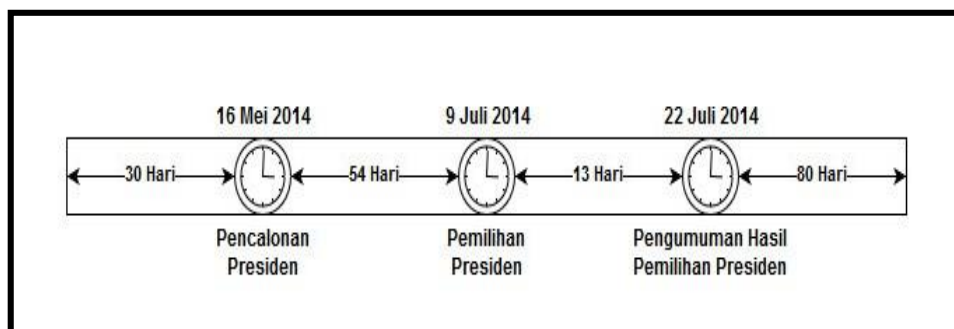 16 Mei 2014
9 Juli 2014
22 Juli 2014
30 Hari
54 Hari
13 Hari
80 Hari
Pencalonan
Presiden
Pemilihan
Presiden
Pengumuman Hasil
Pemilihan Presiden